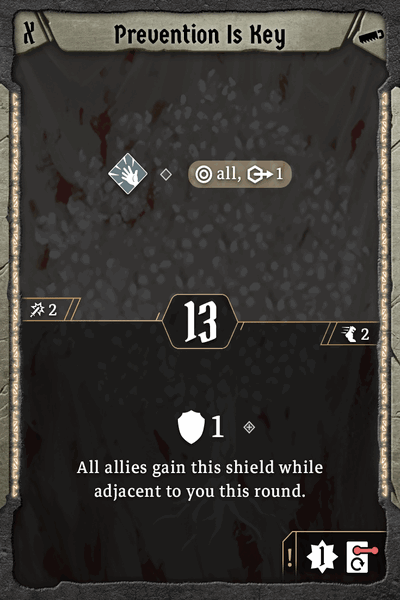 X
Prevention Is Key
all, 1
2
13
2
1
All allies gain this shield while
adjacent to you this round.
! 1